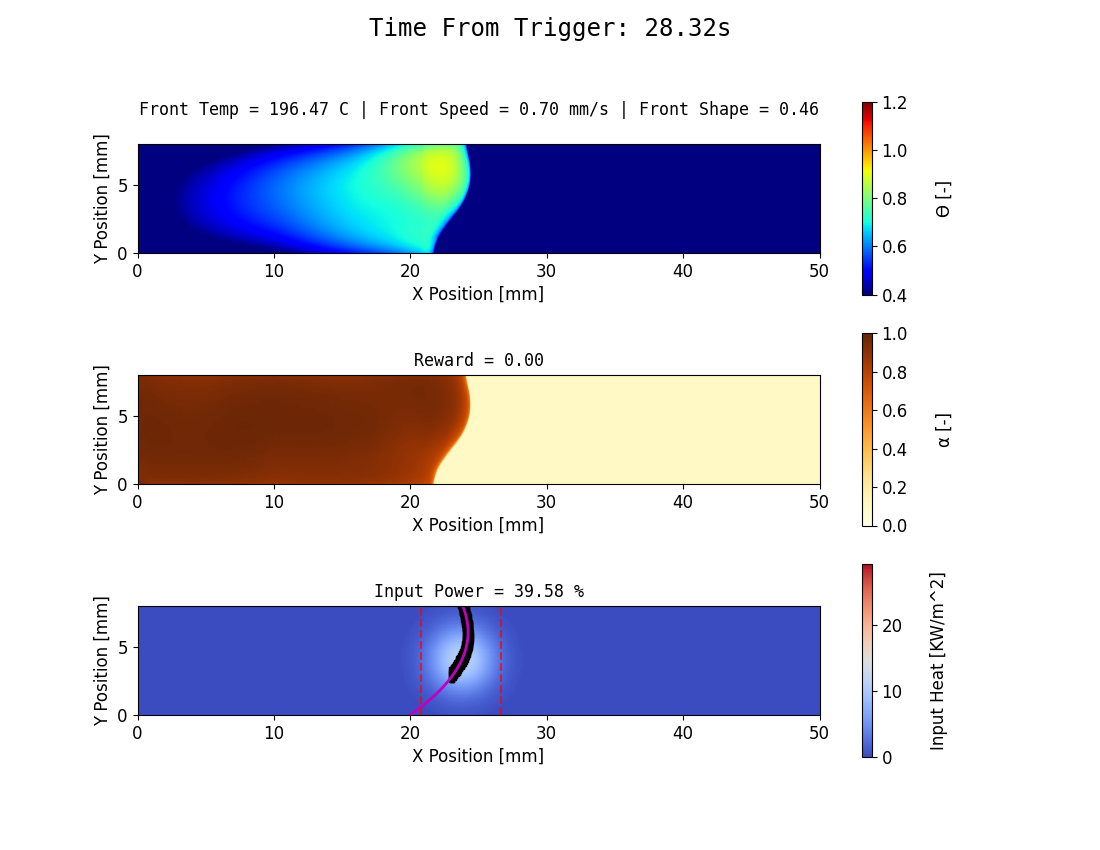 Time From Trigger: 28.32s
Front Temp = 196.47 C | Front Speed = 0.70 mm/s | Front Shape = 0.46
Y Position [mm]
5
0
0 10 20 30 40 50
X Position [mm]
1.2
1.0
0.8
0.6
0.4
Θ [-]
Reward = 0.00
Y Position [mm]
5
0
0 10 20 30 40 50
X Position [mm]
1.0
0.8
0.6
0.4
0.2
0.0
α [-]
Input Power = 39.58 %
Y Position [mm]
5
0
0 10 20 30 40 50
X Position [mm]
20
10
0
Input Heat [KW/m^2]